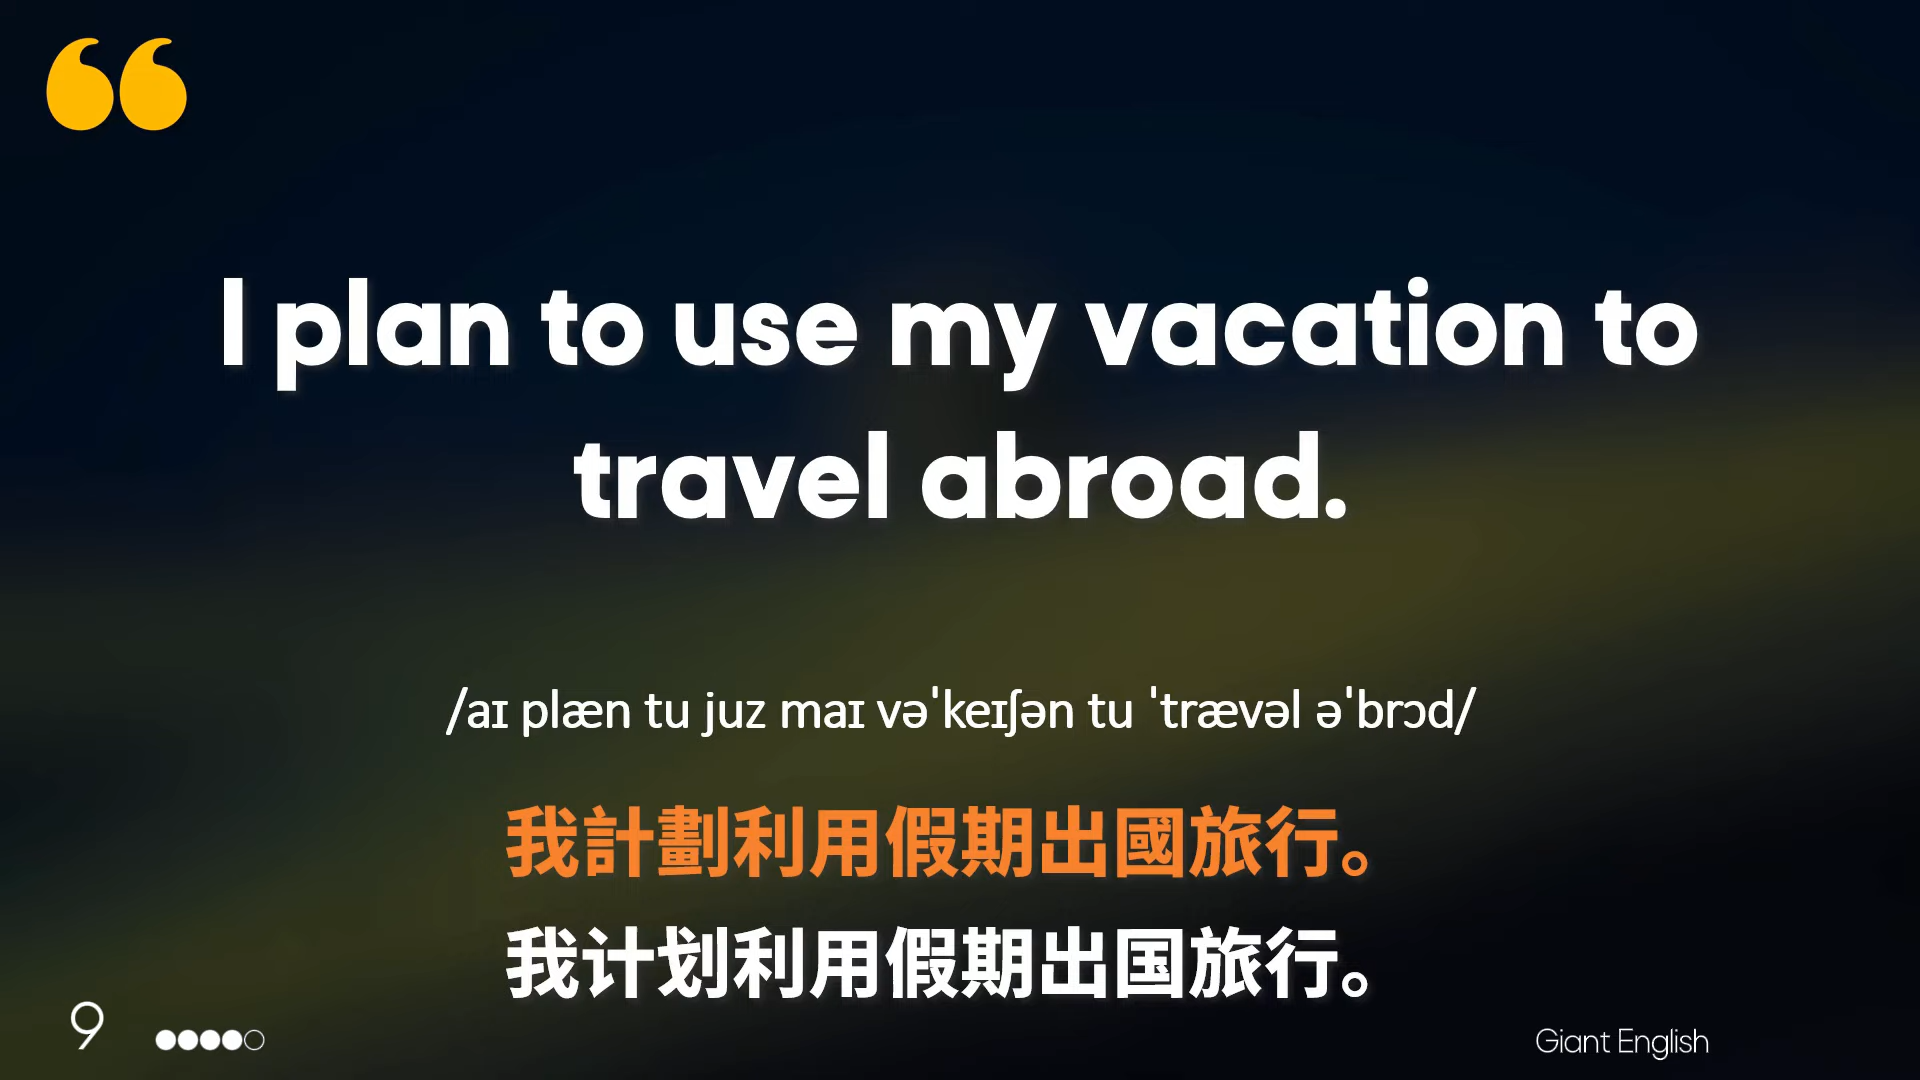 I plan to use my vacation to
travel abroad.
/aɪ plæn tu juz maɪ vəˈkeɪʃən tu ˈtrævəl əˈbrɔd/
我計劃利用假期出國旅行。
我计划利用假期出国旅行。
9
Giant English